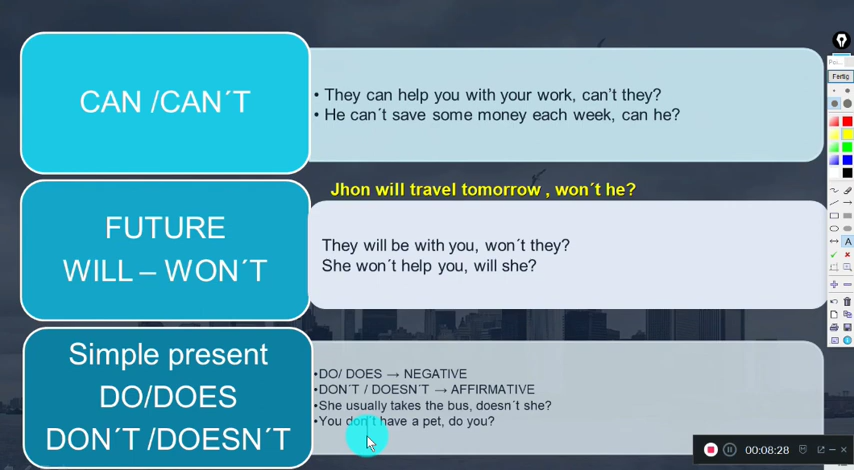 CAN /CAN´T
• They can help you with your work, can’t they?
• He can´t save some money each week, can he?
Jhon will travel tomorrow , won´t he?
FUTURE
WILL – WON´T
They will be with you, won´t they?
She won´t help you, will she?
Simple present
DO/DOES
DON´T /DOESN´T
•DO/ DOES → NEGATIVE
•DON´T / DOESN´T → AFFIRMATIVE
•She usually takes the bus, doesn´t she?
•You don´t have a pet, do you?
Fertig
A
00:08:28